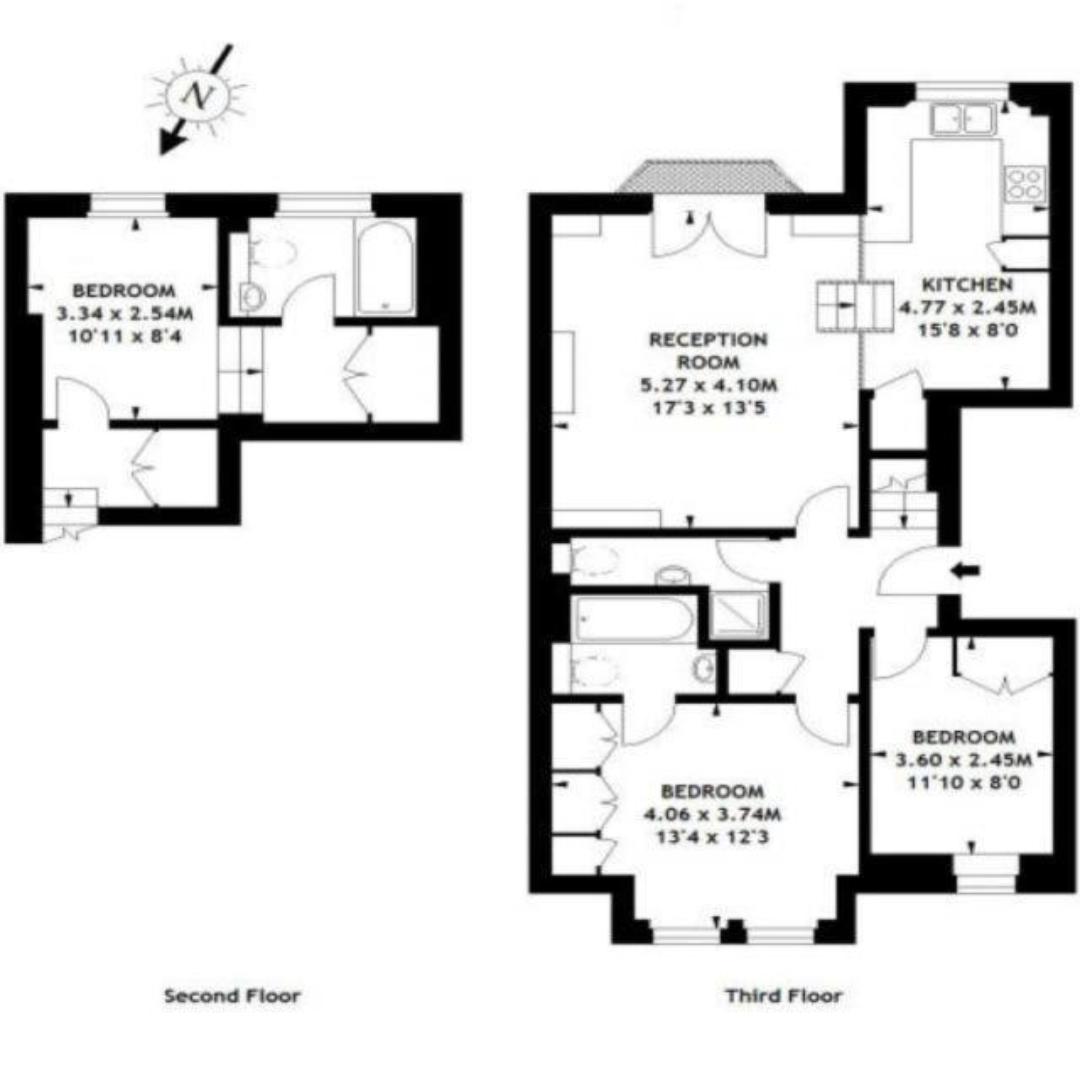 N
BEDROOM
3.34 x 2.54M
10'11 x 8'4
KITCHEN
4.77 x 2.45M
15'8 x 8'0
RECEPTION
ROOM
5.27 x 4.10M
17'3 x 13'5
BEDROOM
3.60 x 2.45M
11'10 x 8'0
BEDROOM
4.06 x 3.74M
13'4 x 12'3
Second Floor
Third Floor